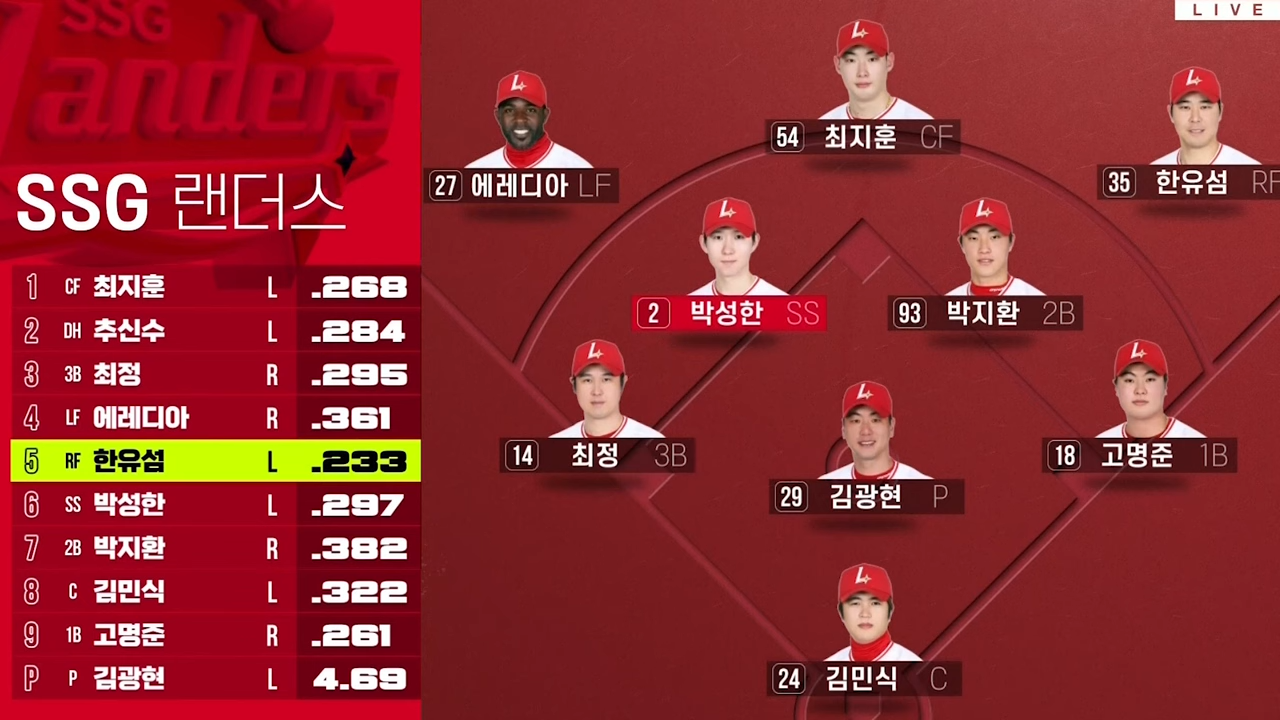 SSG
Landers
SSG 랜더스
1 CF 최지훈 L .268
2 DH 추신수 L .284
3 3B 최정 R .295
4 LF 에레디아 R .361
5 RF 한유섬 L .233
6 SS 박성한 L .297
7 2B 박지환 R .382
8 C 김민식 L .322
9 1B 고명준 R .261
P P 김광현 L 4.69
LIVE
54 최지훈 CF
27 에레디아 LF
35 한유섬 RF
2 박성한 SS
93 박지환 2B
14 최정 3B
18 고명준 1B
29 김광현 P
24 김민식 C